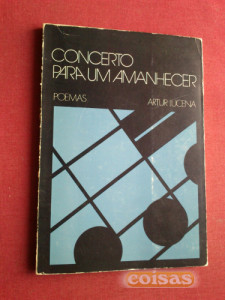 CONCERTO
PARA UM AMANHECER
POEMAS ARTUR LUCENA
coisas